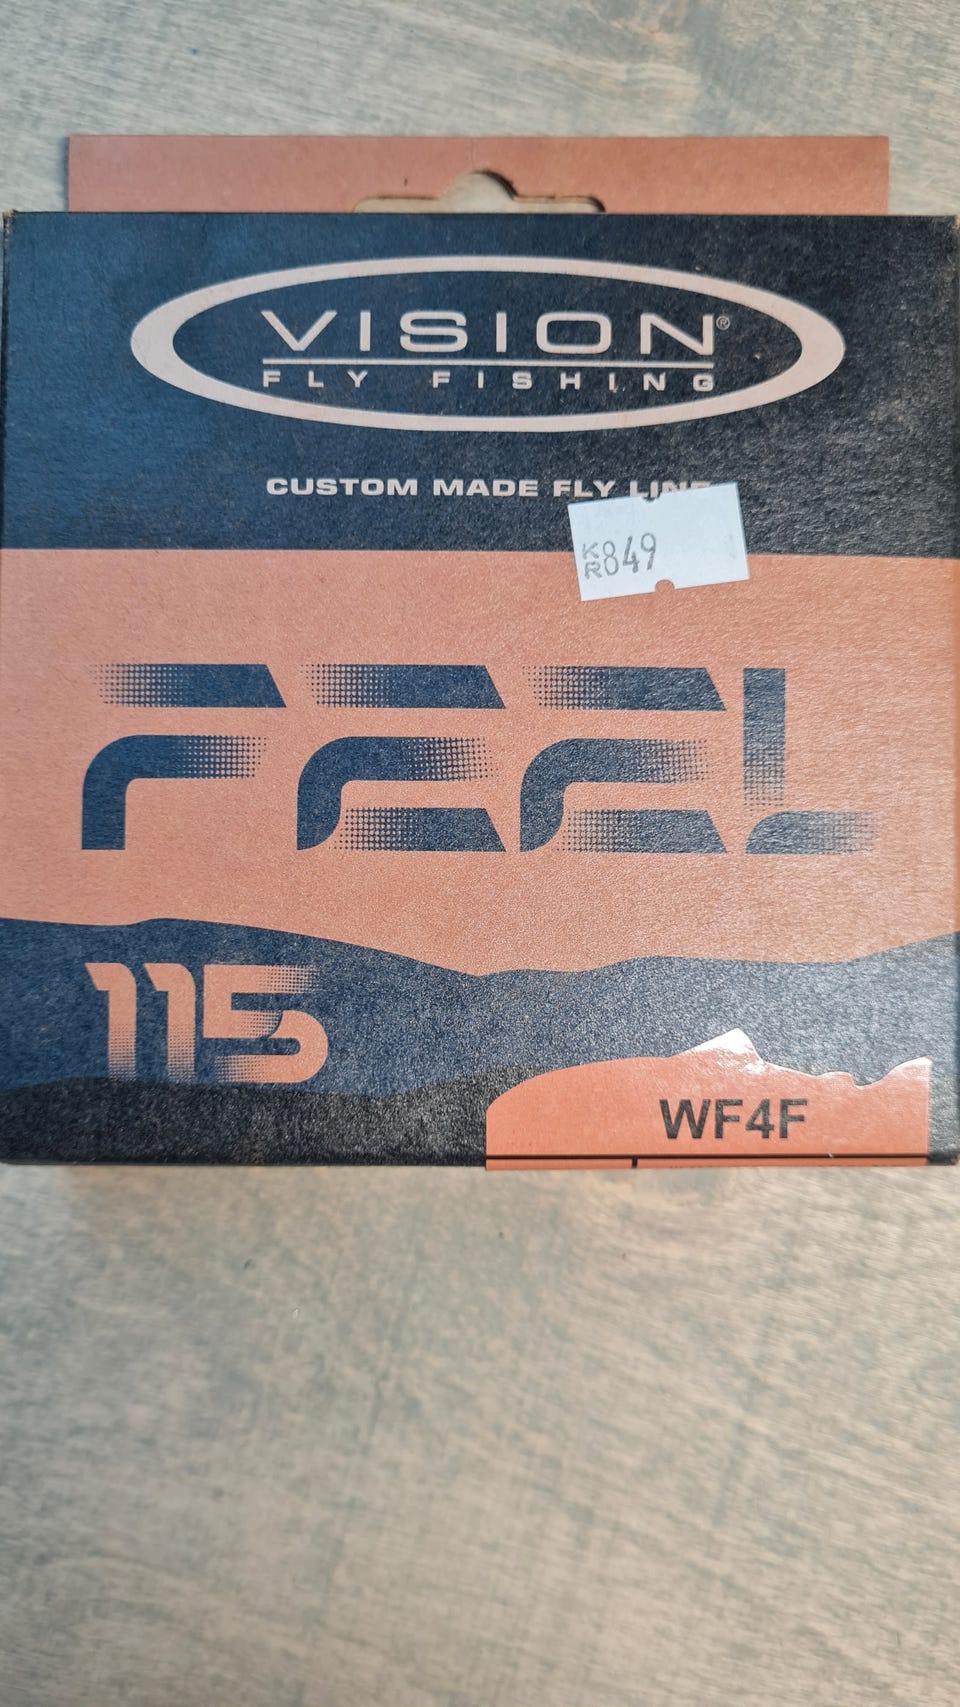 VISION®
FLY FISHING
CUSTOM MADE FLY LINE
KR849
FEEL
115
WF4F